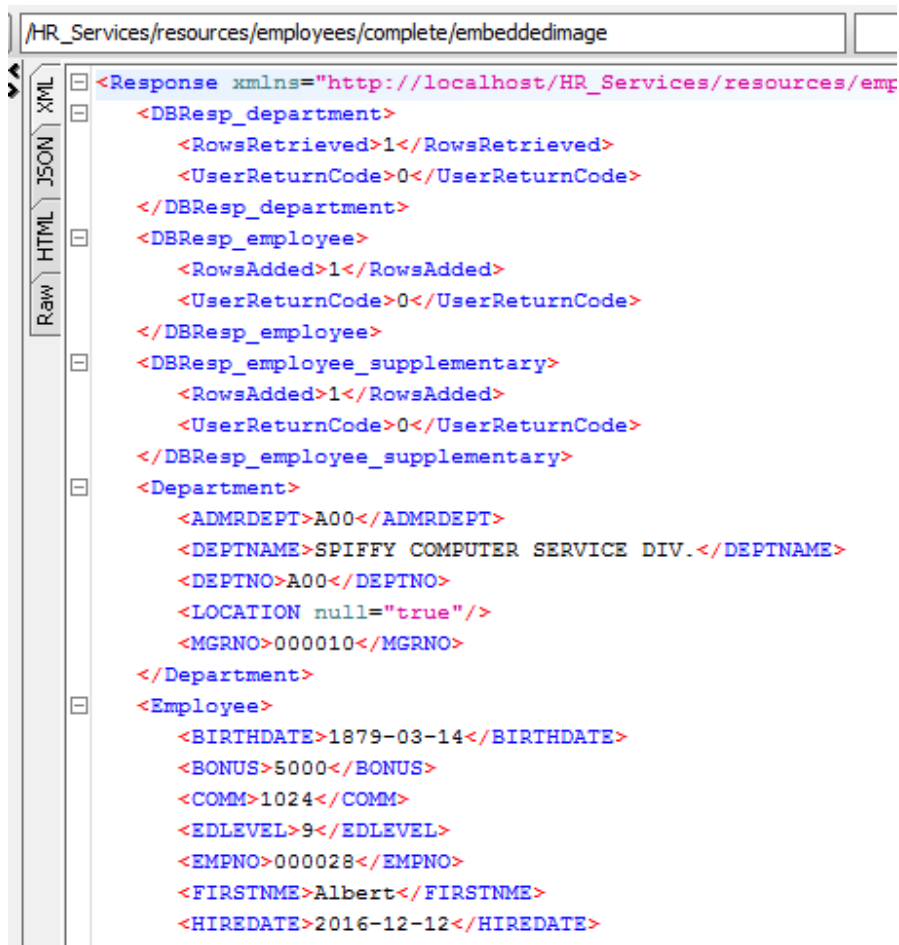 /HR_Services/resources/employees/complete/embeddedimage
XML
JSON
HTML
Raw
<Response xmlns="http://localhost/HR_Services/resources/emp
<DBResp_department>
<RowsRetrieved>1</RowsRetrieved>
<UserReturnCode>0</UserReturnCode>
</DBResp_department>
<DBResp_employee>
<RowsAdded>1</RowsAdded>
<UserReturnCode>0</UserReturnCode>
</DBResp_employee>
<DBResp_employee_supplementary>
<RowsAdded>1</RowsAdded>
<UserReturnCode>0</UserReturnCode>
</DBResp_employee_supplementary>
<Department>
<ADMRDEPT>A00</ADMRDEPT>
<DEPTNAME>SPIFFY COMPUTER SERVICE DIV.</DEPTNAME>
<DEPTNO>A00</DEPTNO>
<LOCATION null="true"/>
<MGRNO>000010</MGRNO>
</Department>
<Employee>
<BIRTHDATE>1879-03-14</BIRTHDATE>
<BONUS>5000</BONUS>
<COMM>1024</COMM>
<EDLEVEL>9</EDLEVEL>
<EMPNO>000028</EMPNO>
<FIRSTNME>Albert</FIRSTNME>
<HIREDATE>2016-12-12</HIREDATE>